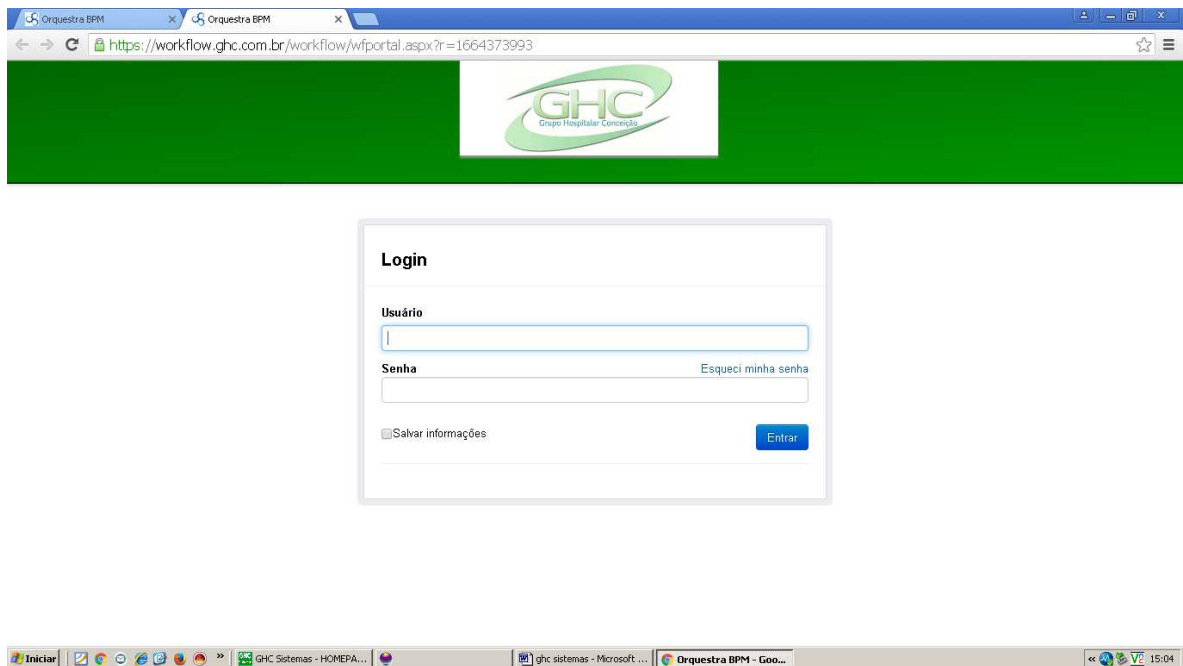 Orquestra BPM
Orquestra BPM
https://workflow.ghc.com.br/workflow/wfportal.aspx?r=1664373993
GHC
Grupo Hospitalar Conceição
Login
Usuário
Senha
Esqueci minha senha
Salvar informações
Entrar
Iniciar
GHC Sistemas - HOMEPA...
ghc sistemas - Microsoft ...
Orquestra BPM - Goo...
15:04